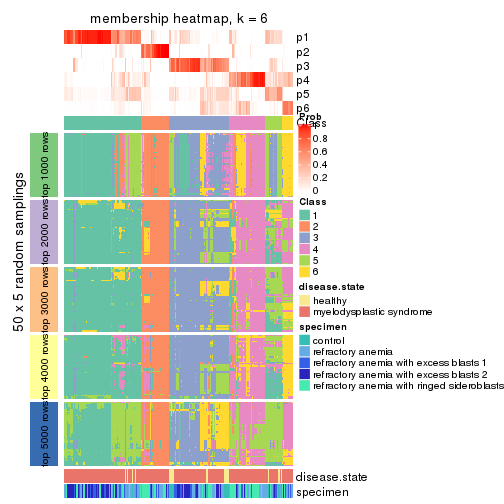 membership heatmap, k = 6
p1
p2
p3
p4
p5
p6
Class
Prob
1
0.8
0.6
0.4
0.2
0
Class
1
2
3
4
5
6
disease.state
healthy
myelodysplastic syndrome
specimen
control
refractory anemia
refractory anemia with excess blasts 1
refractory anemia with excess blasts 2
refractory anemia with ringed sideroblasts
50 x 5 random samplings
top 1000 rows
top 2000 rows
top 3000 rows
top 4000 rows
top 5000 rows
disease.state
specimen